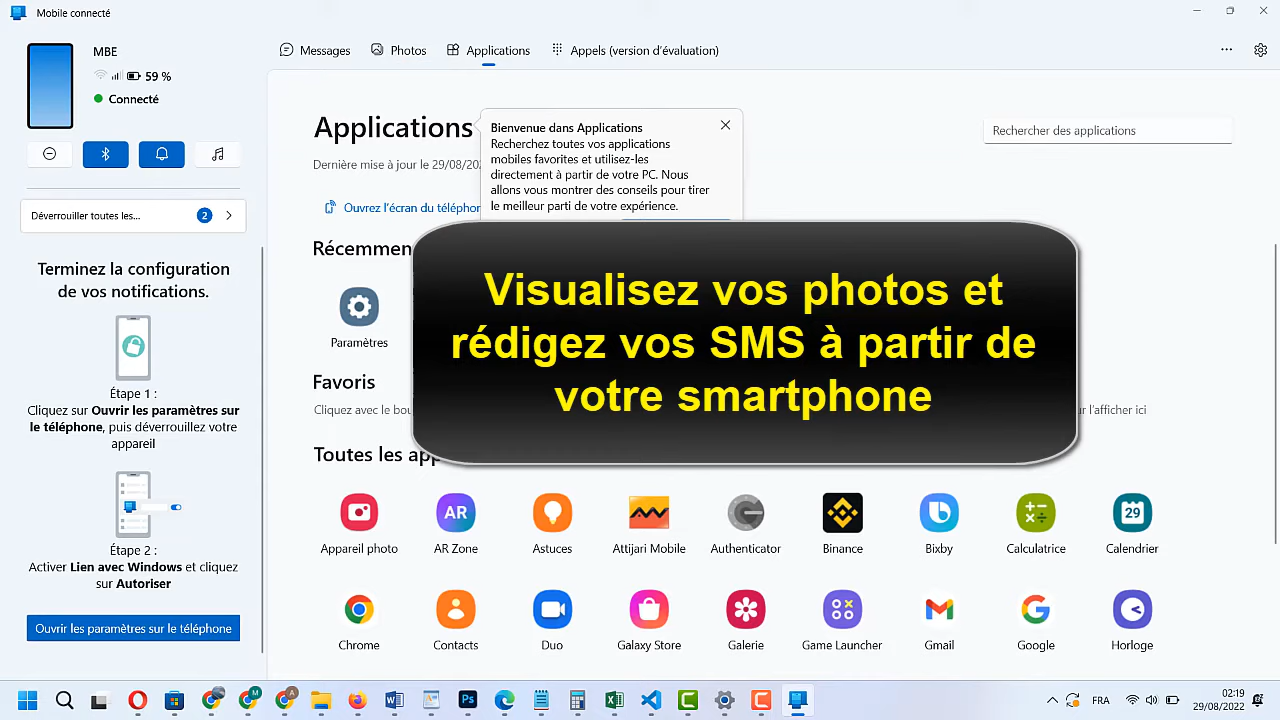 Mobile connecté
MBE
59 %
Connecté
Déverrouiller toutes les...
2
Terminez la configuration
de vos notifications.
Étape 1 :
Cliquez sur Ouvrir les paramètres sur
le téléphone, puis déverrouillez votre
appareil
Étape 2 :
Activer Lien avec Windows et cliquez
sur Autoriser
Ouvrir les paramètres sur le téléphone
Messages
Photos
Applications
Appels (version d'évaluation)
Applications
Dernière mise à jour le 29/08/202
Rechercher des applications
Bienvenue dans Applications
Recherchez toutes vos applications
mobiles favorites et utilisez-les
directement à partir de votre PC. Nous
allons vous montrer des conseils pour tirer
le meilleur parti de votre expérience.
Ouvrez l'écran du téléphon
Récemmen
Paramètres
Visualisez vos photos et
rédigez vos SMS à partir de
votre smartphone
Favoris
Cliquez avec le bou
r l'afficher ici
Toutes les app
AR
29
Appareil photo
AR Zone
Astuces
Attijari Mobile
Authenticator
Binance
Bixby
Calculatrice
Calendrier
Chrome
Contacts
Duo
Galaxy Store
Galerie
Game Launcher
Gmail
Google
Horloge
M
A
Ps
FRA
02:19
29/08/2022